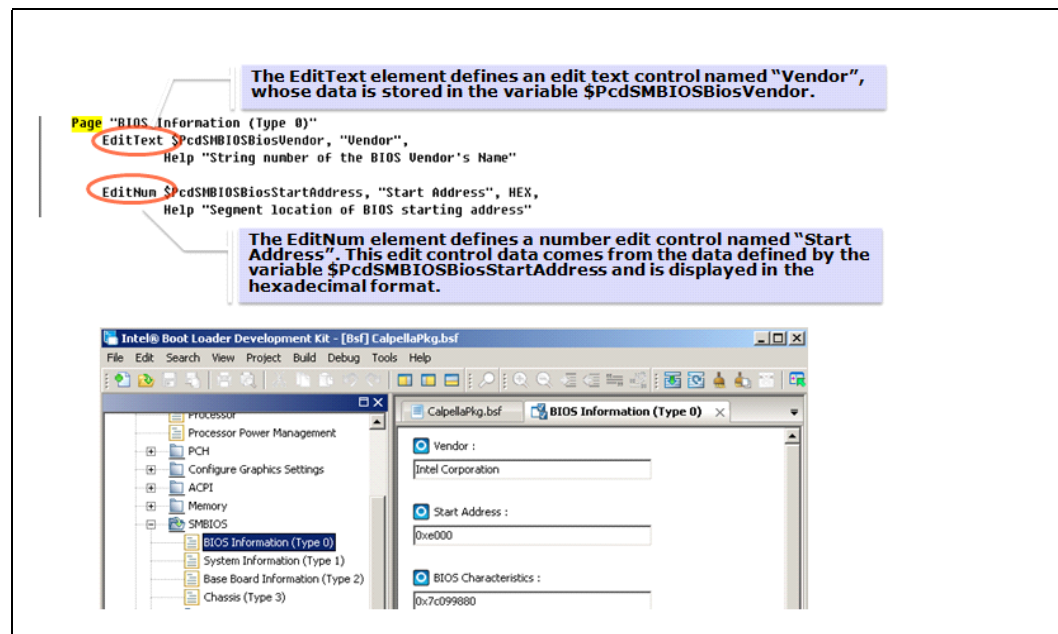 The EditText element defines an edit text control named “Vendor”,
whose data is stored in the variable $PcdSMBIOSBiosVendor.
Page "BIOS Information (Type 0)"
EditText $PcdSMBIOSBiosVendor, "Vendor",
Help "String number of the BIOS Vendor's Name"
EditNum $PcdSMBIOSBiosStartAddress, "Start Address", HEX,
Help "Segment location of BIOS starting address"
The EditNum element defines a number edit control named “Start
Address”. This edit control data comes from the data defined by the
variable $PcdSMBIOSBiosStartAddress and is displayed in the
hexadecimal format.
Intel® Boot Loader Development Kit - [Bsf] CalpellaPkg.bsf
File Edit Search View Project Build Debug Tools Help
Processor
Processor Power Management
PCH
Configure Graphics Settings
ACPI
Memory
SMBIOS
BIOS Information (Type 0)
System Information (Type 1)
Base Board Information (Type 2)
Chassis (Type 3)
CalpellaPkg.bsf BIOS Information (Type 0)
Vendor :
Intel Corporation
Start Address :
0xe000
BIOS Characteristics :
0x7c099880